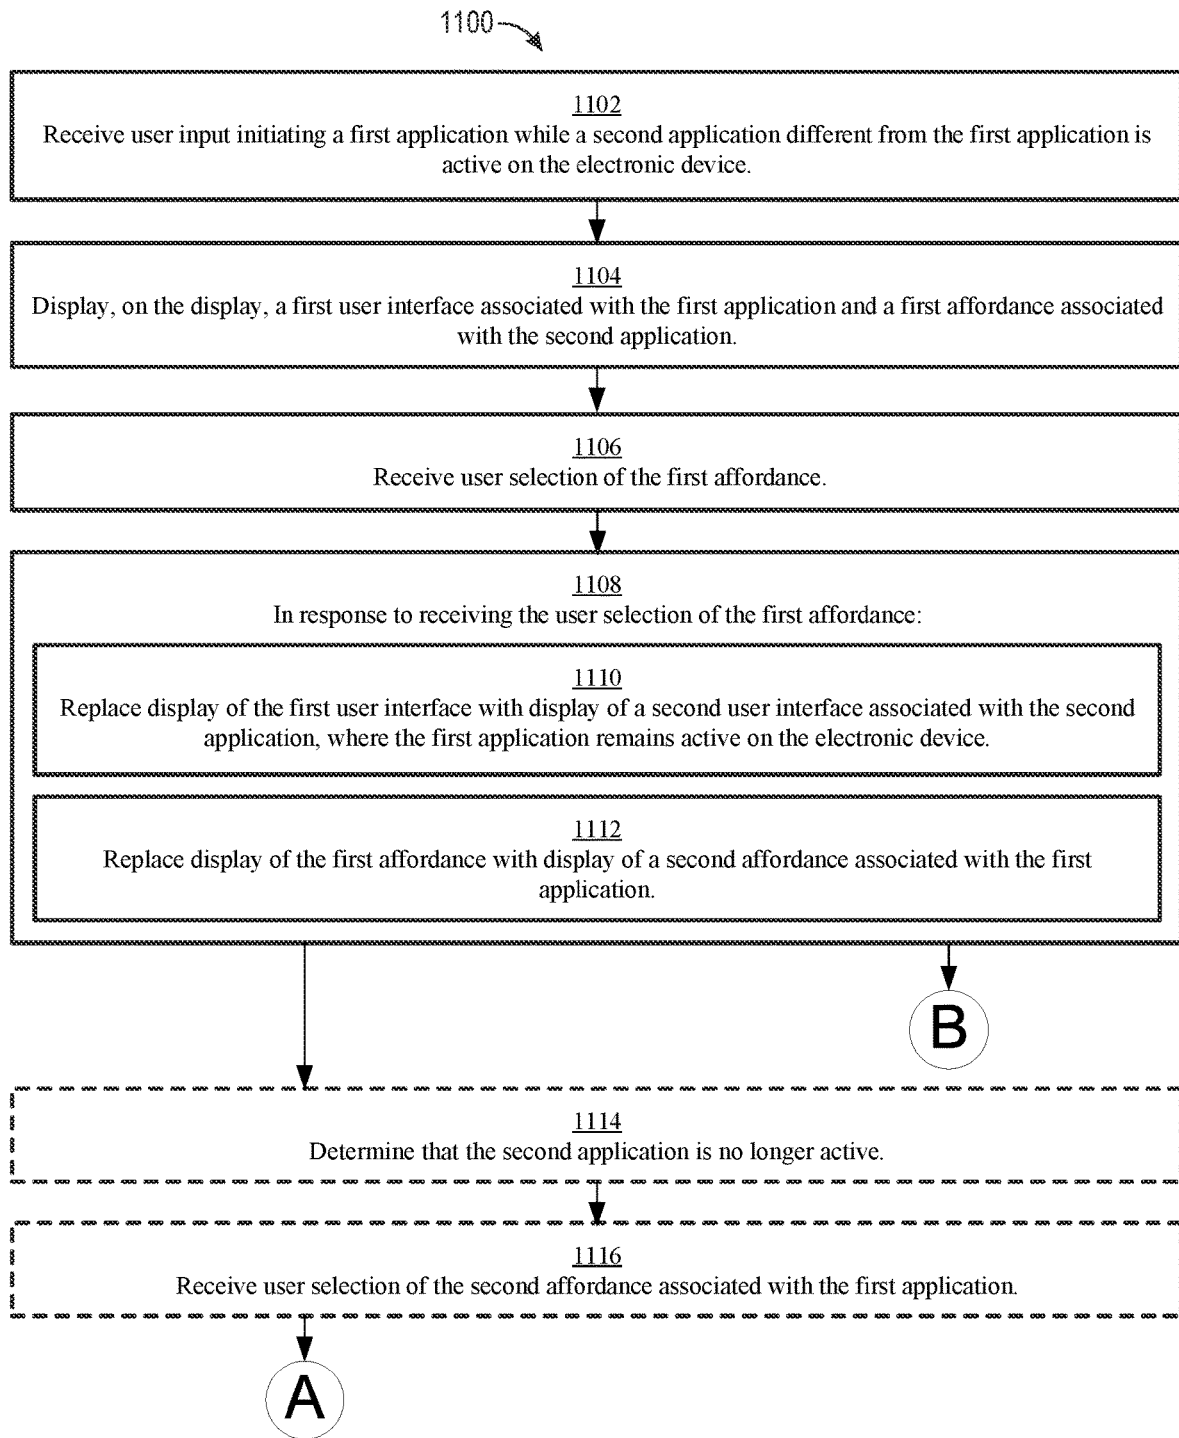 1100
1102
Receive user input initiating a first application while a second application different from the first application is
active on the electronic device.
1104
Display, on the display, a first user interface associated with the first application and a first affordance associated
with the second application.
1106
Receive user selection of the first affordance.
1108
In response to receiving the user selection of the first affordance:
1110
Replace display of the first user interface with display of a second user interface associated with the second
application, where the first application remains active on the electronic device.
1112
Replace display of the first affordance with display of a second affordance associated with the first
application.
B
1114
Determine that the second application is no longer active.
1116
Receive user selection of the second affordance associated with the first application.
A